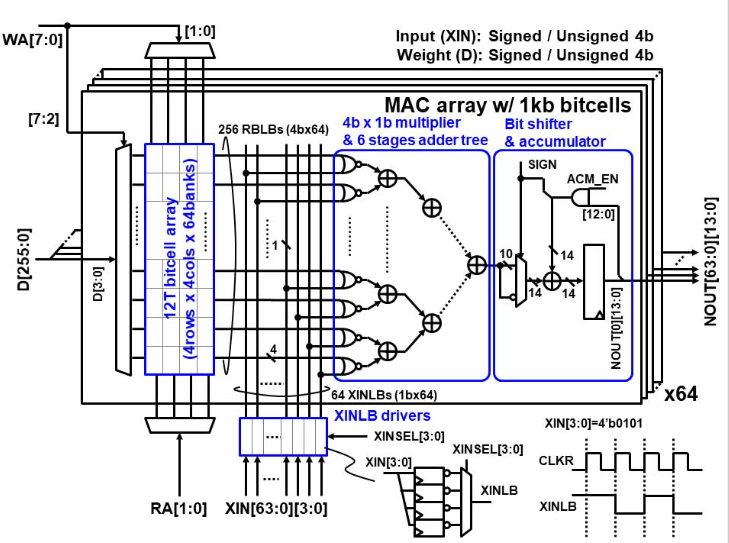 WA[7:0]
[1:0]
Input (XIN): Signed / Unsigned 4b
Weight (D): Signed / Unsigned 4b
[7:2]
MAC array w/ 1kb bitcells
256 RBLBs (4bx64)
4b x 1b multiplier
& 6 stages adder tree
Bit shifter
& accumulator
SIGN
ACM_EN
[12:0]
D[255:0]
D[3:0]
12T bitcell array
(4rows x 4cols x 64banks)
1
4
10
14
14
14
NOUT[0][13:0]
NOUT[63:0][13:0]
x64
64 XINLBs (1bx64)
XINLB drivers
XINSEL[3:0]
XIN[3:0]
XINSEL[3:0]
XINLB
RA[1:0]
XIN[63:0][3:0]
XIN[3:0]=4'b0101
CLKR
XINLB